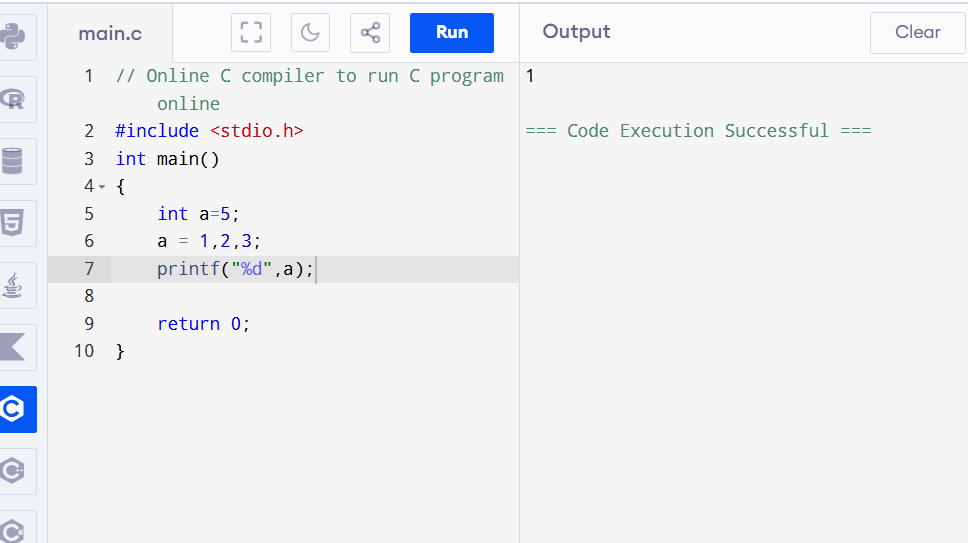 main.c
Run
Output
Clear
1 // Online C compiler to run C program
online
2 #include <stdio.h>
3 int main()
4 {
5 int a=5;
6 a = 1,2,3;
7 printf("%d",a);
8
9 return 0;
10 }
1
=== Code Execution Successful ===
R
5
C
C
C